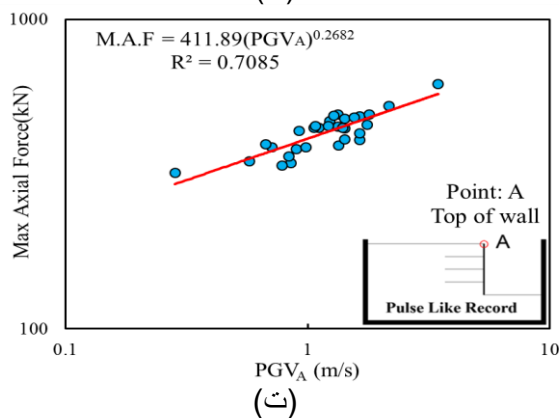 1000
M.A.F = 411.89(PGVA)^0.2682
R² = 0.7085
Max Axial Force(kN)
Point: A
Top of wall
A
Pulse Like Record
100
0.1 1 10
PGVA (m/s)
(ت)